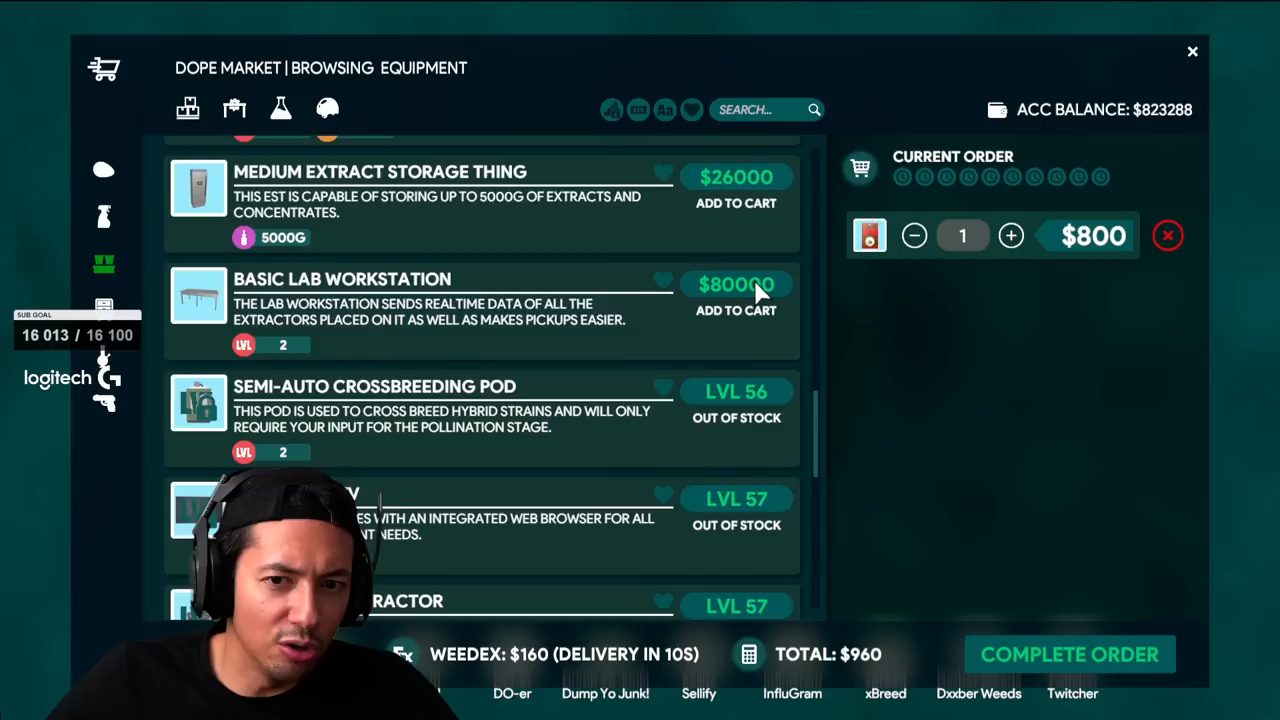 DOPE MARKET | BROWSING EQUIPMENT
SEARCH...
ACC BALANCE: $823288
MEDIUM EXTRACT STORAGE THING
THIS EST IS CAPABLE OF STORING UP TO 5000G OF EXTRACTS AND
CONCENTRATES.
5000G
$26000
ADD TO CART
BASIC LAB WORKSTATION
THE LAB WORKSTATION SENDS REALTIME DATA OF ALL THE
EXTRACTORS PLACED ON IT AS WELL AS MAKES PICKUPS EASIER.
LVL 2
$80000
ADD TO CART
SEMI-AUTO CROSSBREEDING POD
THIS POD IS USED TO CROSS BREED HYBRID STRAINS AND WILL ONLY
REQUIRE YOUR INPUT FOR THE POLLINATION STAGE.
LVL 2
LVL 56
OUT OF STOCK
ES WITH AN INTEGRATED WEB BROWSER FOR ALL
NEEDS.
LVL 57
OUT OF STOCK
RACTOR
LVL 57
CURRENT ORDER
1
$800
SUB GOAL
16 013 / 16 100
logitech G
WEEDEX: $160 (DELIVERY IN 10S)
TOTAL: $960
COMPLETE ORDER
DO-er
Dump Yo Junk!
Sellify
InfluGram
xBreed
Dxxber Weeds
Twitcher